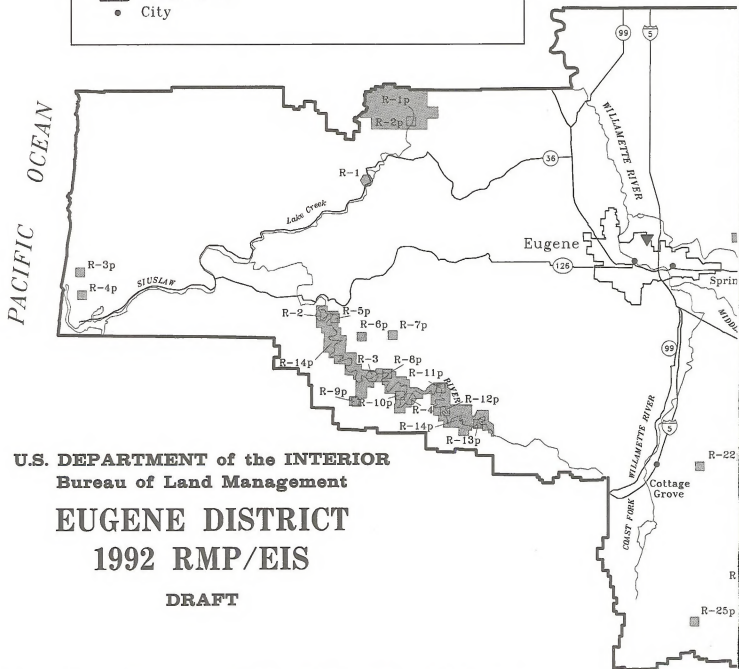 City
99
5
R-1p
R-2p
WILLAMETTE RIVER
PACIFIC OCEAN
36
R-1
Lake Creek
Eugene
126
R-3p
R-4p
SIUSLAW
R-2
R-5p
R-6p
R-7p
99
R-14p
R-3
R-8p
R-11p
RIVER
R-9p
R-10p
R-4
R-12p
R-14p
R-13p
WILLAMETTE RIVER
5
R-22
Cottage
Grove
COAST FORK
U.S. DEPARTMENT of the INTERIOR
Bureau of Land Management
EUGENE DISTRICT
1992 RMP/EIS
DRAFT
R
R-25p